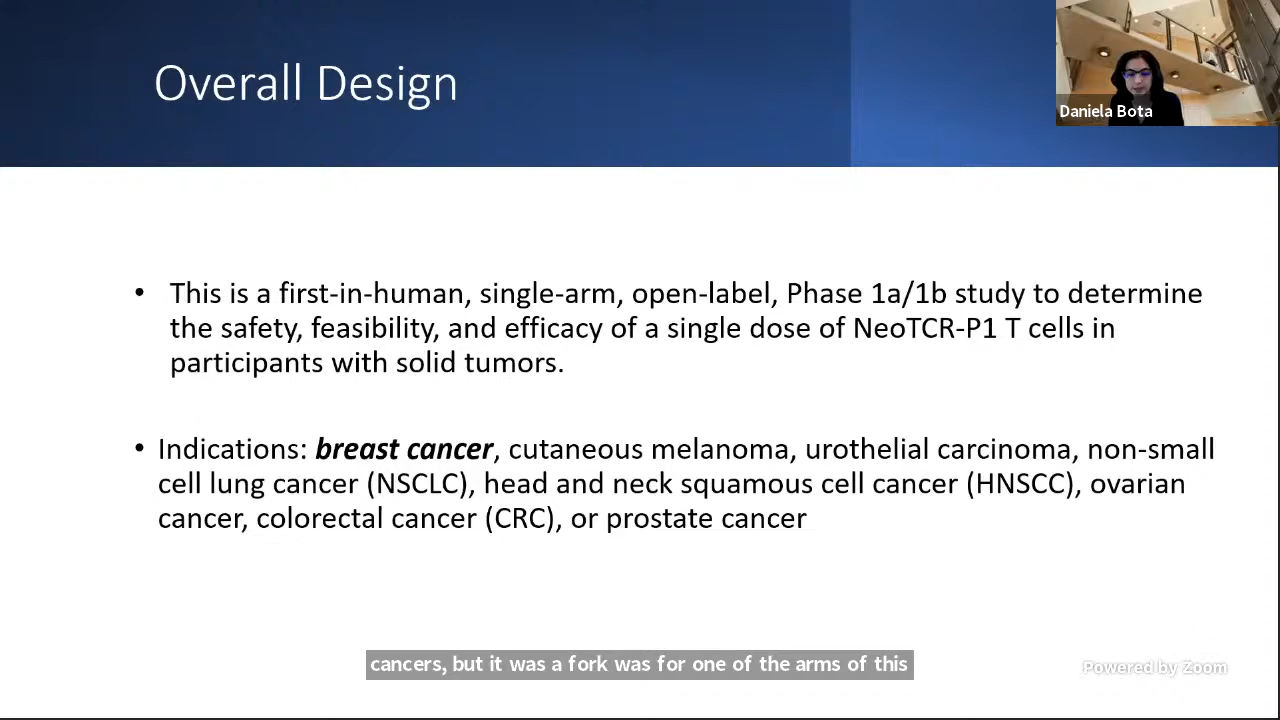 Overall Design
Daniela Bota
• This is a first-in-human, single-arm, open-label, Phase 1a/1b study to determine
the safety, feasibility, and efficacy of a single dose of NeoTCR-P1 T cells in
participants with solid tumors.
• Indications: breast cancer, cutaneous melanoma, urothelial carcinoma, non-small
cell lung cancer (NSCLC), head and neck squamous cell cancer (HNSCC), ovarian
cancer, colorectal cancer (CRC), or prostate cancer
cancers, but it was a fork was for one of the arms of this
Powered by Zoom